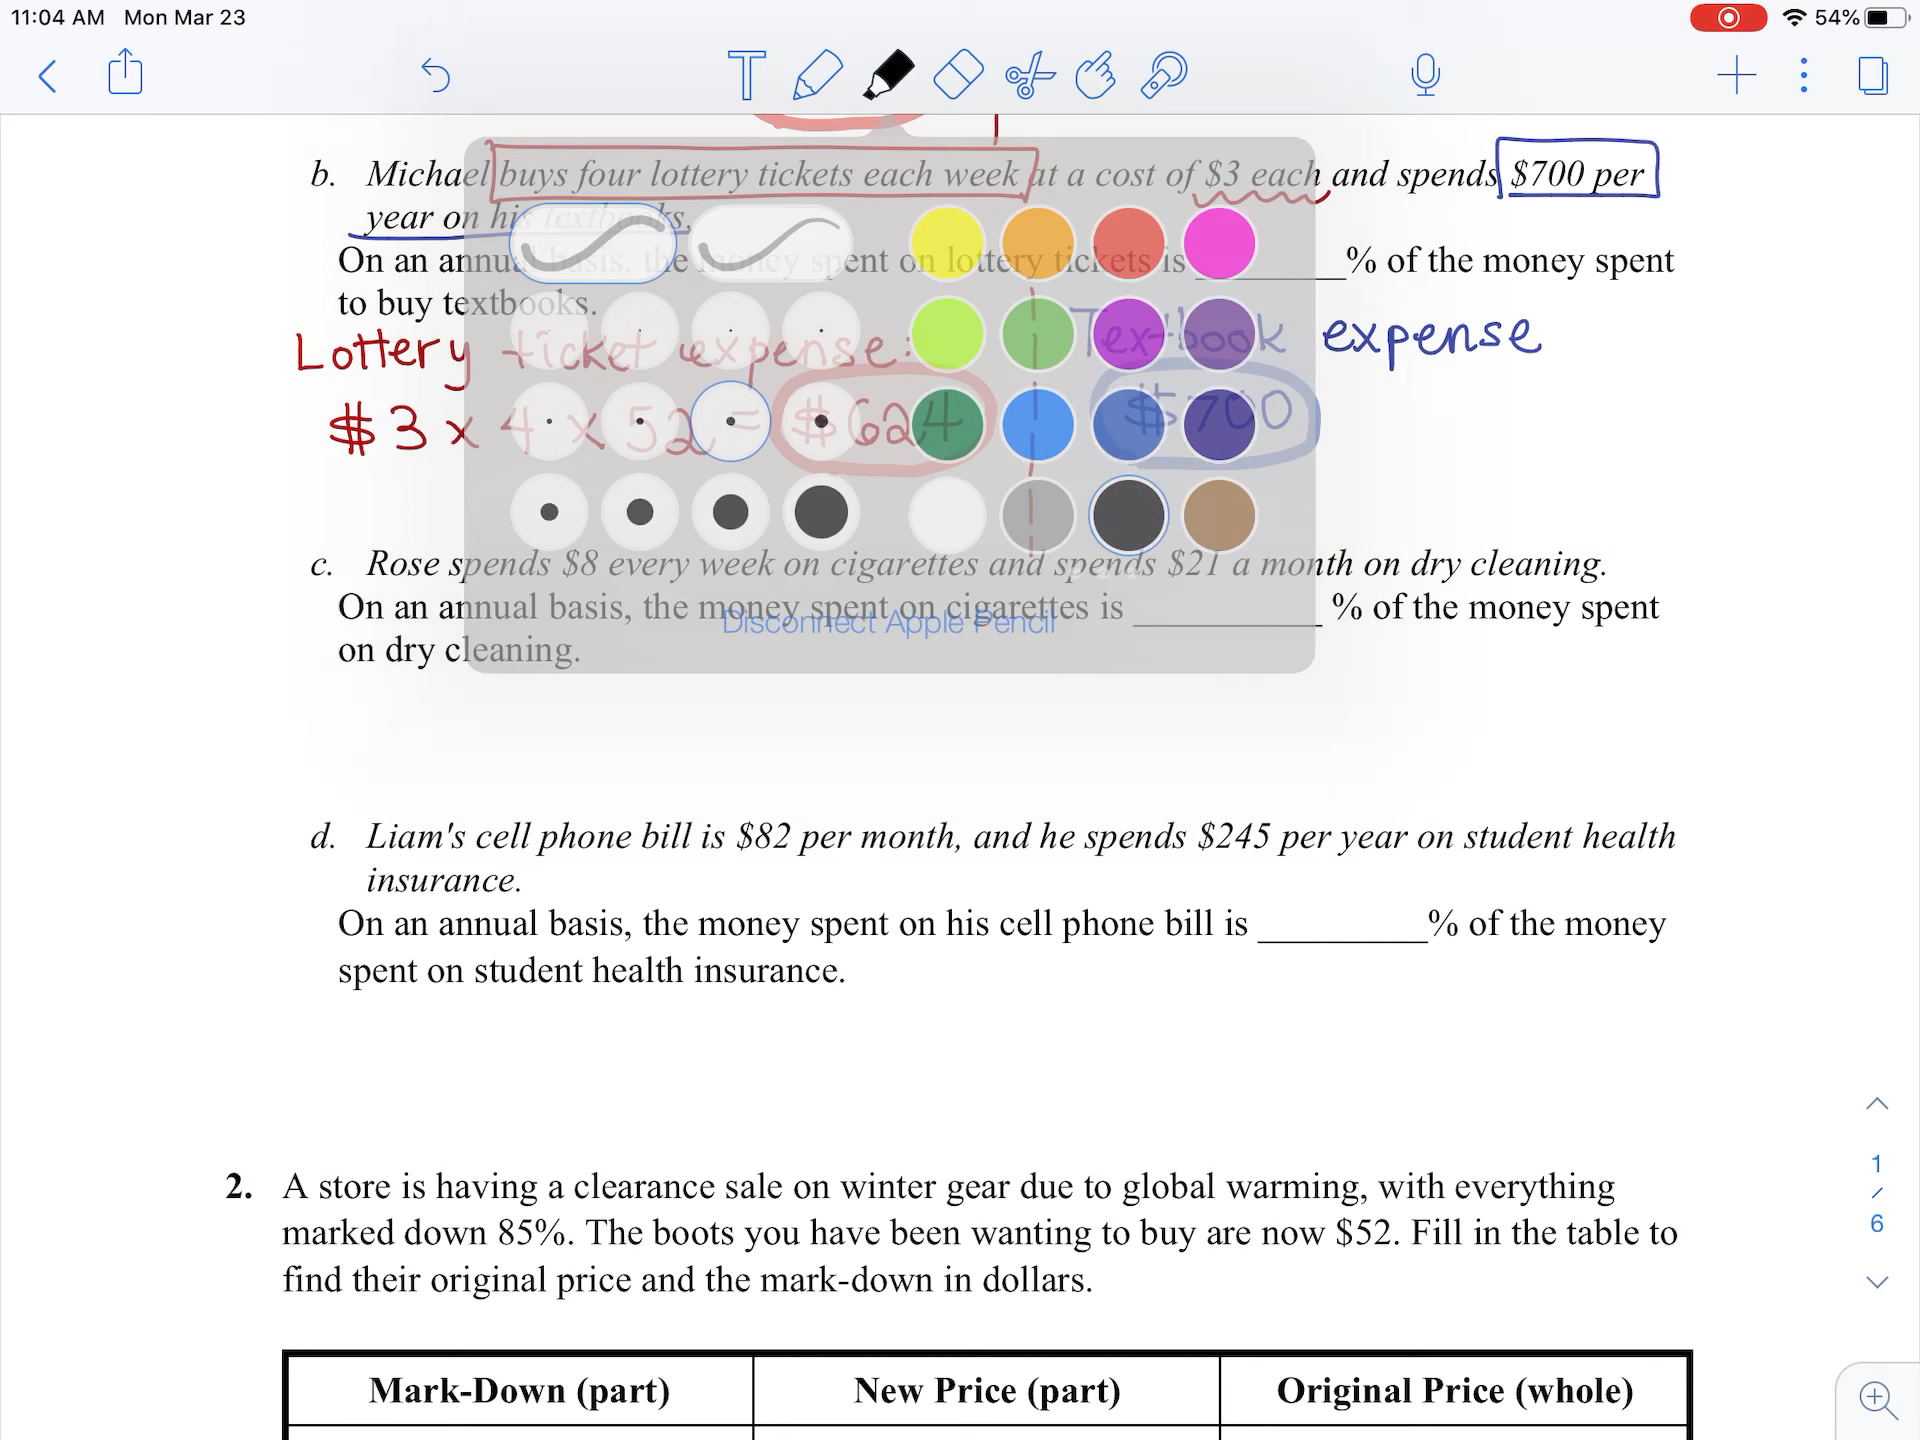 11:04 AM Mon Mar 23
54%
b. Michael buys four lottery tickets each week at a cost of $3 each and spends $700 per
year on his textbooks.
On an annual basis, the money spent on lottery tickets is ________% of the money spent
to buy textbooks.
Lottery ticket expense: Textbook expense
$3 x 4 x 52 = $624 $700
c. Rose spends $8 every week on cigarettes and spends $21 a month on dry cleaning.
On an annual basis, the money spent on cigarettes is __________ % of the money spent
on dry cleaning.
Disconnect Apple Pencil
d. Liam's cell phone bill is $82 per month, and he spends $245 per year on student health
insurance.
On an annual basis, the money spent on his cell phone bill is _________% of the money
spent on student health insurance.
1
/
6
2. A store is having a clearance sale on winter gear due to global warming, with everything
marked down 85%. The boots you have been wanting to buy are now $52. Fill in the table to
find their original price and the mark-down in dollars.
Mark-Down (part) New Price (part) Original Price (whole)